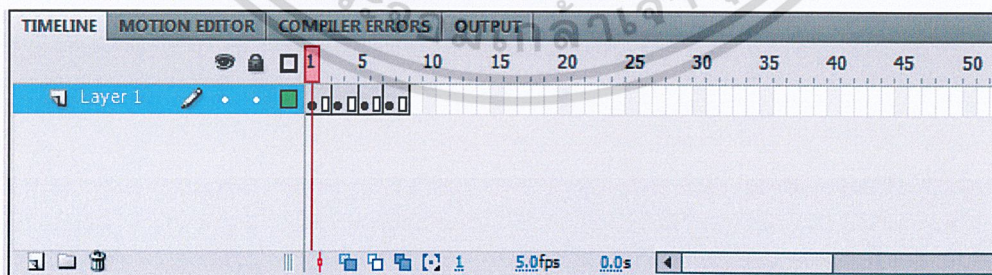 TIMELINE MOTION EDITOR COMPILER ERRORS OUTPUT
1 5 10 15 20 25 30 35 40 45 50
Layer 1
1 5.0fps 0.0s